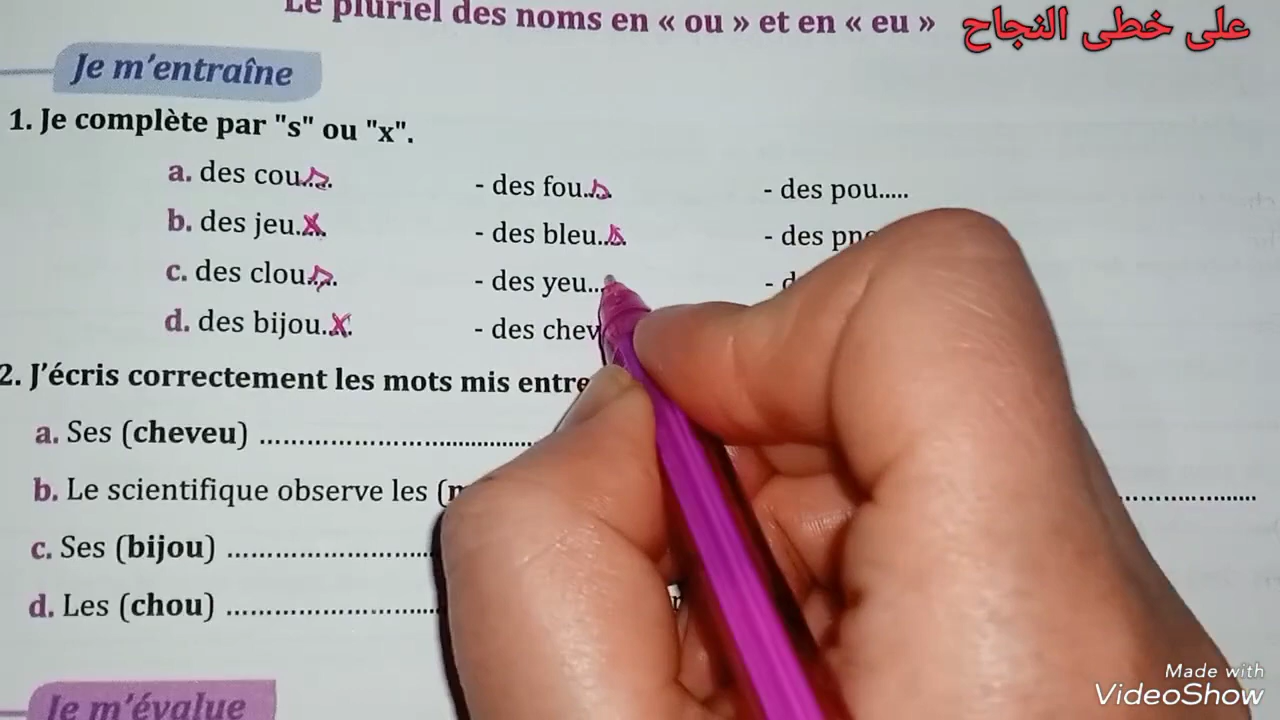 Le pluriel des noms en « ou » et en « eu »
على خطى النجاح
Je m'entraîne
1. Je complète par "s" ou "x".
a. des cou..s.. - des fou..s. - des pou.....
b. des jeu..x. - des bleu..s. - des
c. des clou..s.. - des yeu..
d. des bijou..x.
2. J'écris correctement les mots mis entre
a. Ses (cheveu) ........................................
b. Le scientifique observe les ........................
c. Ses (bijou) ..............................
d. Les (chou) ..............................
Je m'évalue
Made with
VideoShow